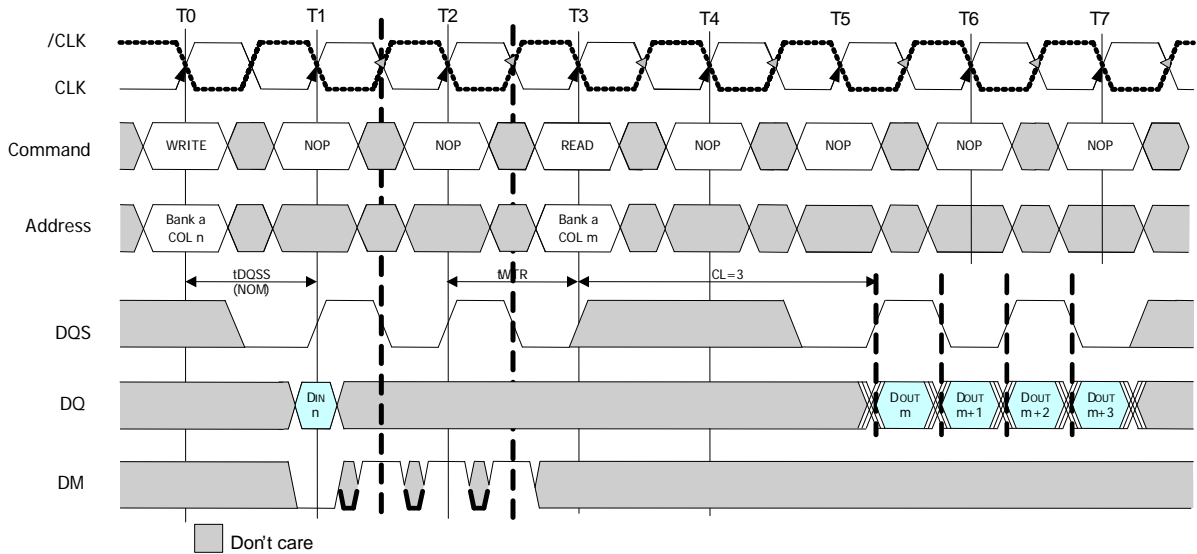 T0 T1 T2 T3 T4 T5 T6 T7
/CLK
CLK
Command WRITE NOP NOP READ NOP NOP NOP NOP
Address Bank a COL n Bank a COL m
tDQSS (NOM) tWTR CL=3
DQS
DQ DIN n DOUT m DOUT m+1 DOUT m+2 DOUT m+3
DM
Don't care